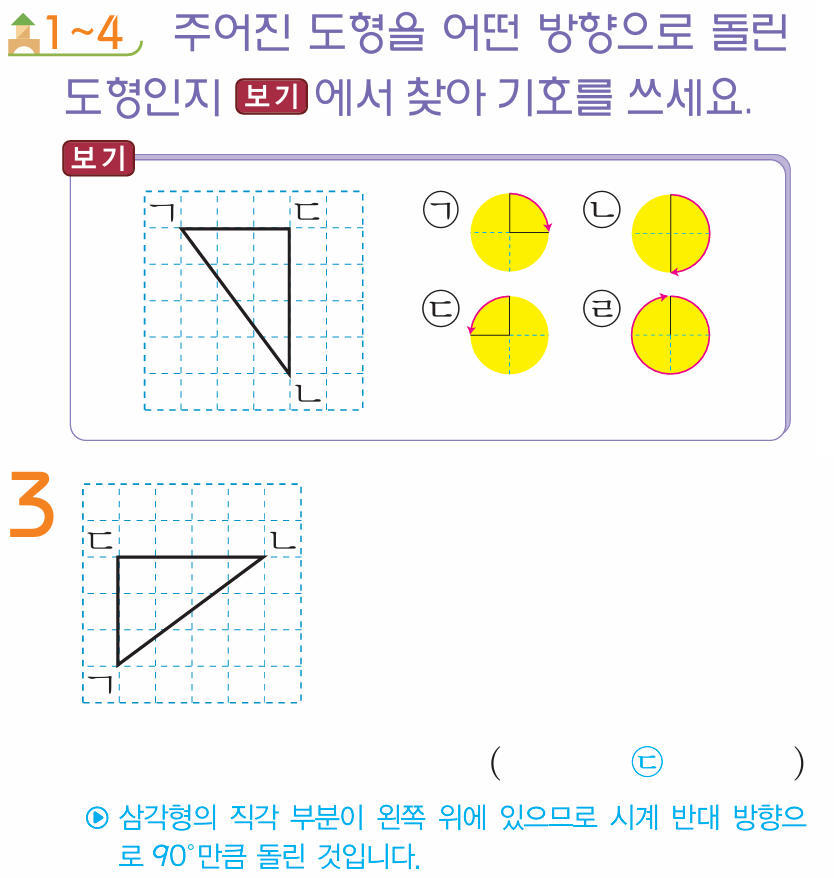 1~4 주어진 도형을 어떤 방향으로 돌린
도형인지 보기 에서 찾아 기호를 쓰세요.
보기
ㄱ ㄷ
ㄴ
㉠ ㉡
㉢ ㉣
3
ㄷ ㄴ
ㄱ
( ㉢ )
삼각형의 직각 부분이 왼쪽 위에 있으므로 시계 반대 방향으
로 90°만큼 돌린 것입니다.